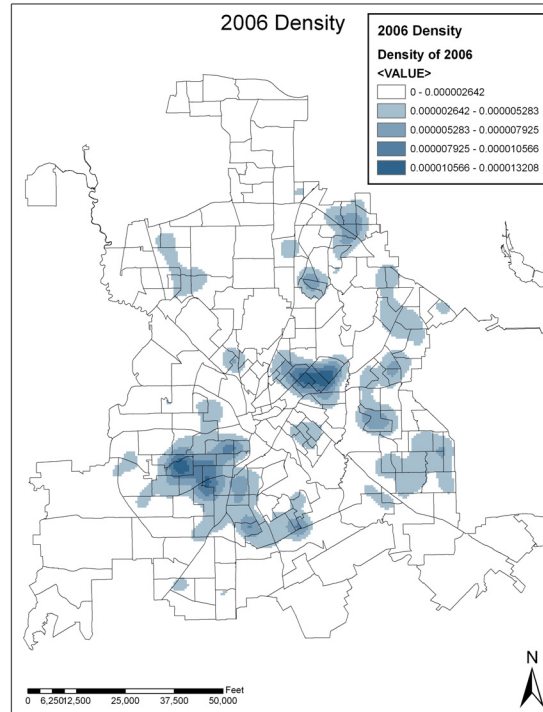 2006 Density
2006 Density
Density of 2006
<VALUE>
0 - 0.000002642
0.000002642 - 0.000005283
0.000005283 - 0.000007925
0.000007925 - 0.000010566
0.000010566 - 0.000013208
N
Feet
0 6,250 12,500 25,000 37,500 50,000